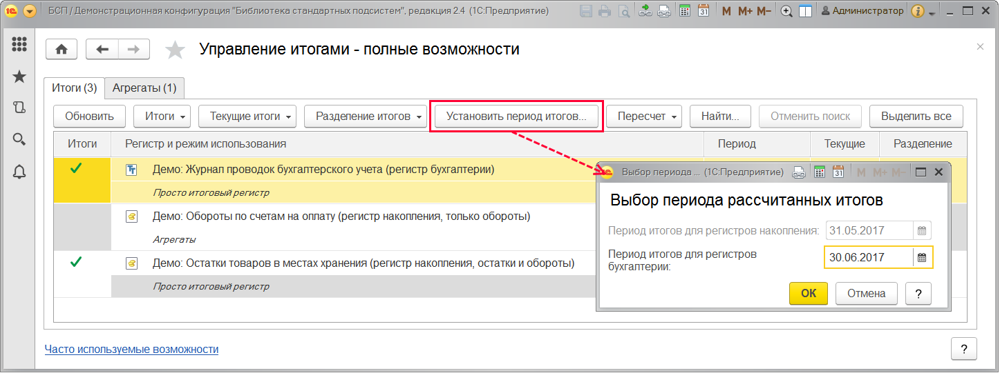 БСП / Демонстрационная конфигурация "Библиотека стандартных подсистем", редакция 2.4 (1С:Предприятие)
31 M M+ M- Администратор
Управление итогами - полные возможности
Итоги (3) Агрегаты (1)
Обновить Итоги Текущие итоги Разделение итогов Установить период итогов... Пересчет Найти... Отменить поиск Выделить все
Итоги Регистр и режим использования Период Текущие Разделение
Демо: Журнал проводок бухгалтерского учета (регистр бухгалтерии)
Просто итоговый регистр
Демо: Обороты по счетам на оплату (регистр накопления, только обороты)
Агрегаты
Демо: Остатки товаров в местах хранения (регистр накопления, остатки и обороты)
Просто итоговый регистр
Выбор периода ... (1С:Предприятие) 31 M M+ M-
Выбор периода рассчитанных итогов
Период итогов для регистров накопления: 31.05.2017
Период итогов для регистров
бухгалтерии: 30.06.2017
ОК Отмена ?
Часто используемые возможности ?